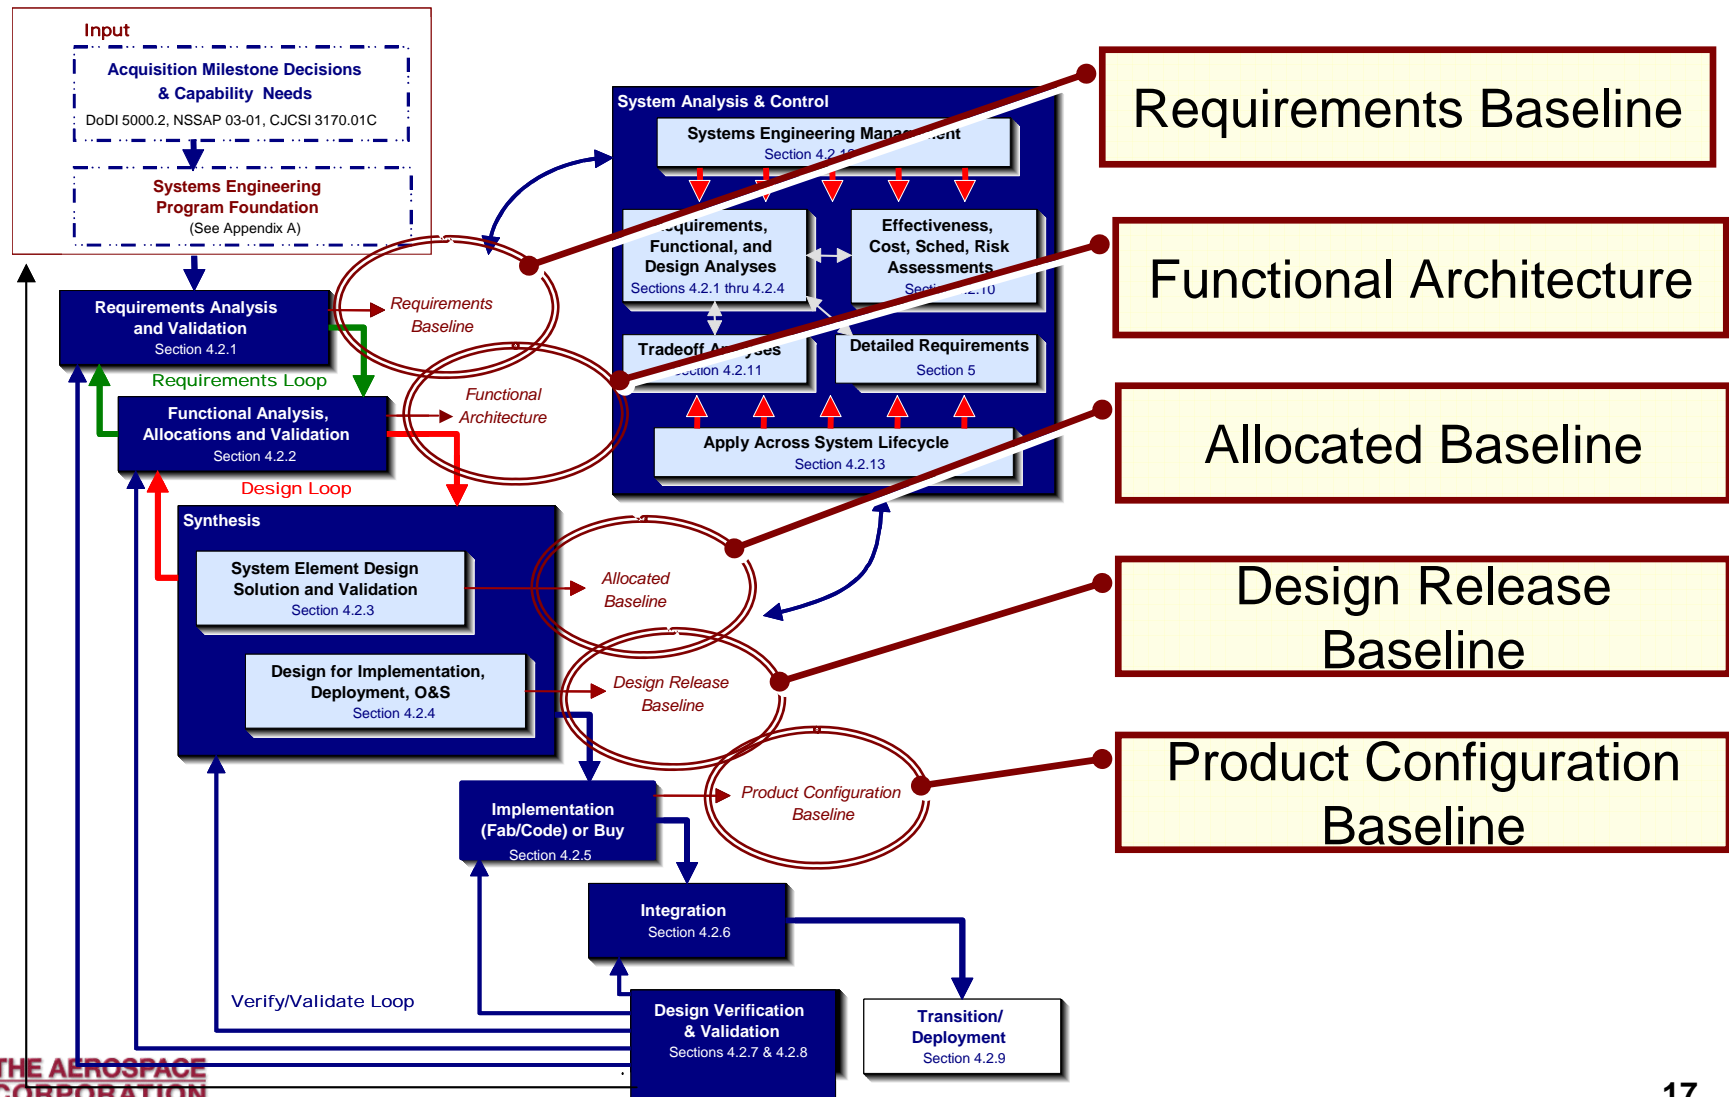 Input
Acquisition Milestone Decisions
& Capability Needs
DoDI 5000.2, NSSAP 03-01, CJCSI 3170.01C
Systems Engineering
Program Foundation
(See Appendix A)
Requirements Analysis
and Validation
Section 4.2.1
Requirements
Baseline
Requirements Loop
Functional Analysis,
Allocations and Validation
Section 4.2.2
Functional
Architecture
Design Loop
Synthesis
System Element Design
Solution and Validation
Section 4.2.3
Allocated
Baseline
Design for Implementation,
Deployment, O&S
Section 4.2.4
Design Release
Baseline
Implementation
(Fab/Code) or Buy
Section 4.2.5
Product Configuration
Baseline
Integration
Section 4.2.6
Verify/Validate Loop
Design Verification
& Validation
Sections 4.2.7 & 4.2.8
Transition/
Deployment
Section 4.2.9
System Analysis & Control
Systems Engineering
Section
Requirements,
Functional, and
Design Analyses
Sections 4.2.1 thru 4.2.4
Effectiveness,
Cost, Sched, Risk
Assessments
Tradeoff Analyses
Section 4.2.11
Detailed Requirements
Section 5
Apply Across System Lifecycle
Section 4.2.13
Requirements Baseline
Functional Architecture
Allocated Baseline
Design Release
Baseline
Product Configuration
Baseline
THE AEROSPACE
CORPORATION
17